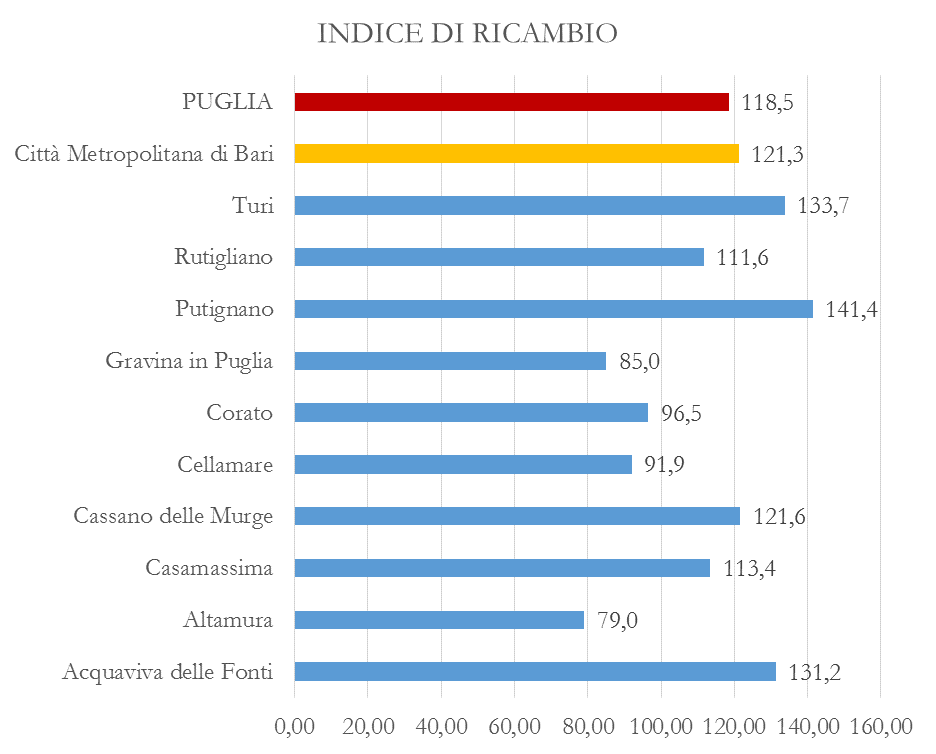 INDICE DI RICAMBIO
PUGLIA 118,5
Città Metropolitana di Bari 121,3
Turi 133,7
Rutigliano 111,6
Putignano 141,4
Gravina in Puglia 85,0
Corato 96,5
Cellamare 91,9
Cassano delle Murge 121,6
Casamassima 113,4
Altamura 79,0
Acquaviva delle Fonti 131,2
0,00 20,00 40,00 60,00 80,00 100,00 120,00 140,00 160,00